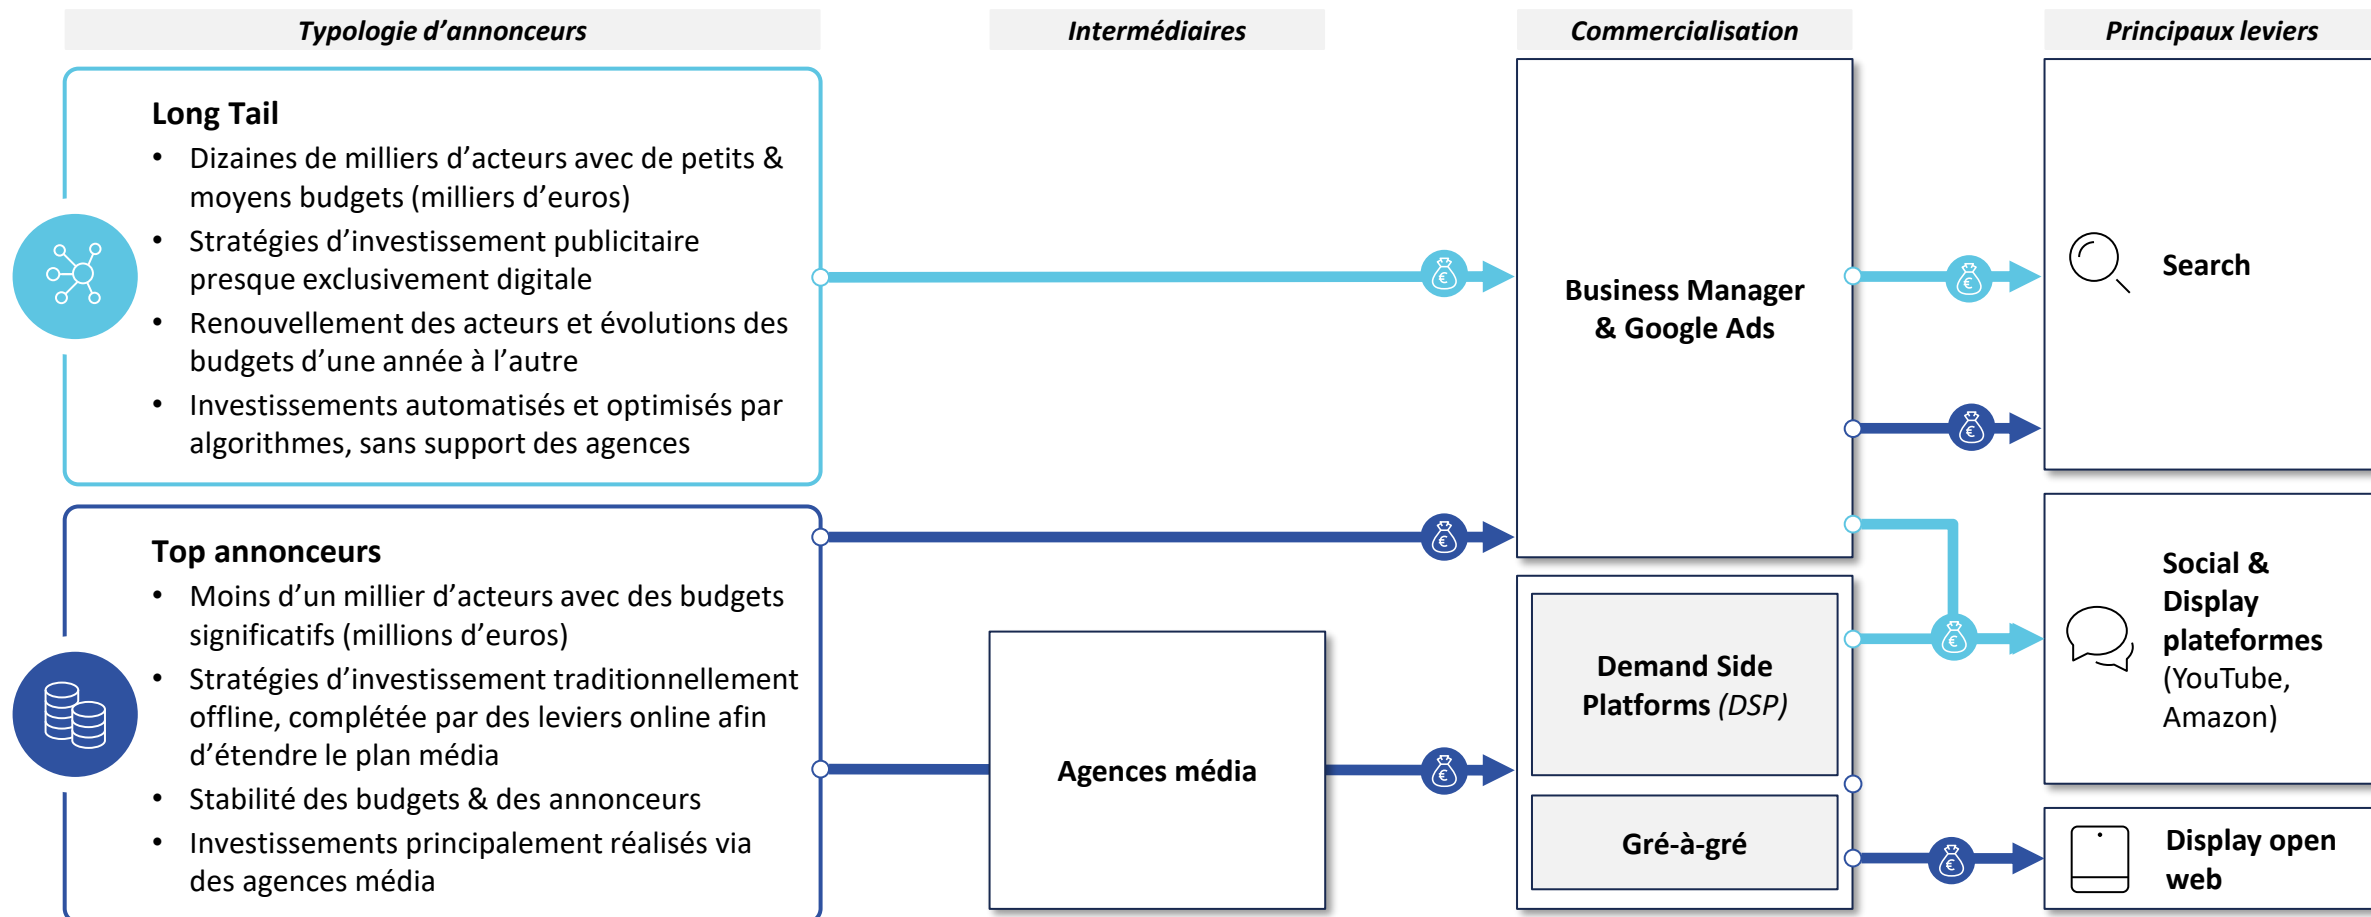 Typologie d’annonceurs
Intermédiaires
Commercialisation
Principaux leviers
Long Tail
• Dizaines de milliers d’acteurs avec de petits &
moyens budgets (milliers d’euros)
• Stratégies d’investissement publicitaire
presque exclusivement digitale
• Renouvellement des acteurs et évolutions des
budgets d’une année à l’autre
• Investissements automatisés et optimisés par
algorithmes, sans support des agences
Top annonceurs
• Moins d’un millier d’acteurs avec des budgets
significatifs (millions d’euros)
• Stratégies d’investissement traditionnellement
offline, complétée par des leviers online afin
d’étendre le plan média
• Stabilité des budgets & des annonceurs
• Investissements principalement réalisés via
des agences média
Agences média
Business Manager
& Google Ads
Demand Side
Platforms (DSP)
Gré-à-gré
Search
Social &
Display
plateformes
(YouTube,
Amazon)
Display open
web
€
€
€
€
€
€
€